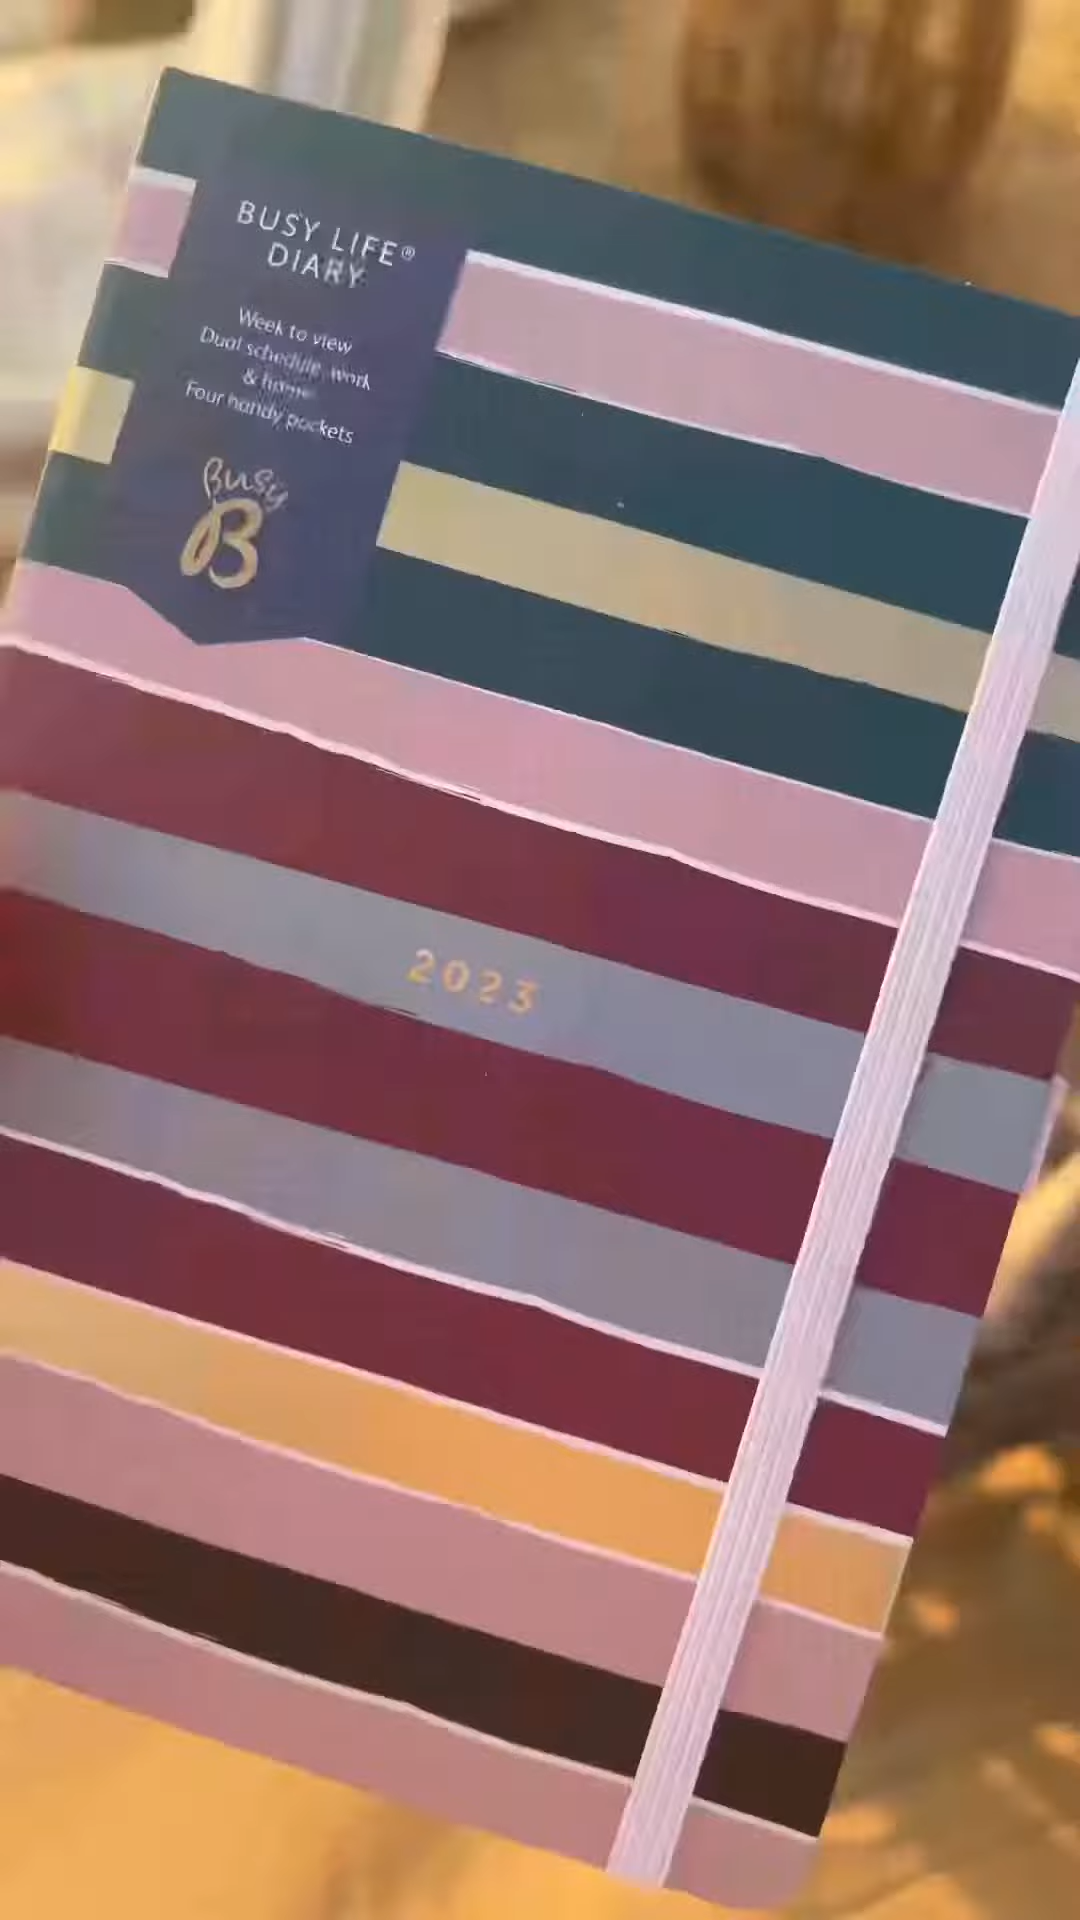 BUSY LIFE®
DIARY
Week to view
Dual schedule work
& home
Four handy pockets
Busy
B
2023